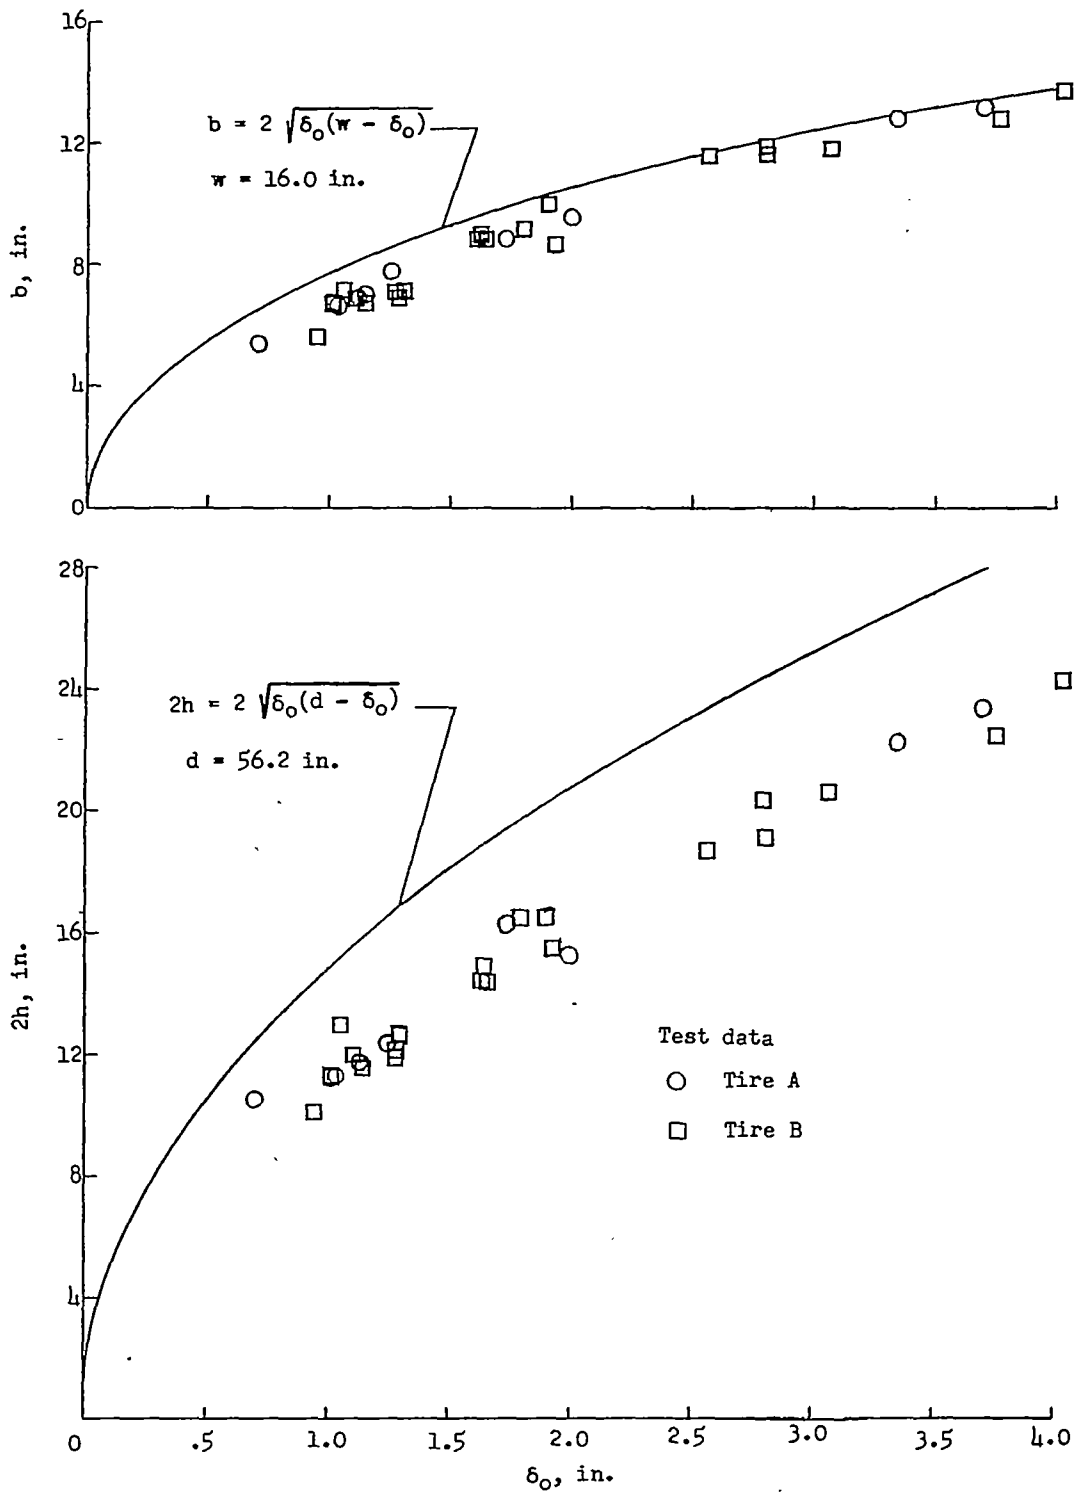 16
b = 2 √δo(w - δo)
12
w = 16.0 in.
b, in.
8
4
0
28
24
2h = 2 √δo(d - δo)
d = 56.2 in.
20
16
2h, in.
Test data
12
Tire A
Tire B
8
4
0 .5 1.0 1.5 2.0 2.5 3.0 3.5 4.0
δo, in.